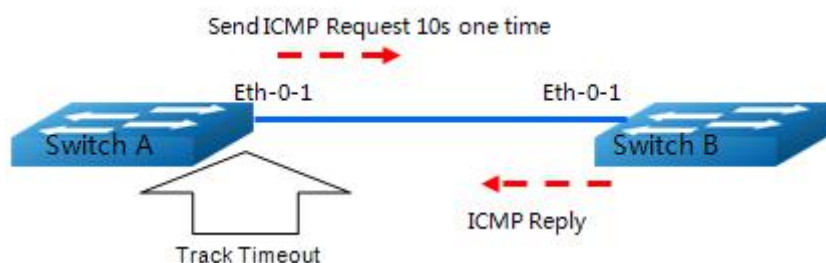 Send ICMP Request 10s one time
Eth-0-1
Eth-0-1
Switch A
Switch B
ICMP Reply
Track Timeout